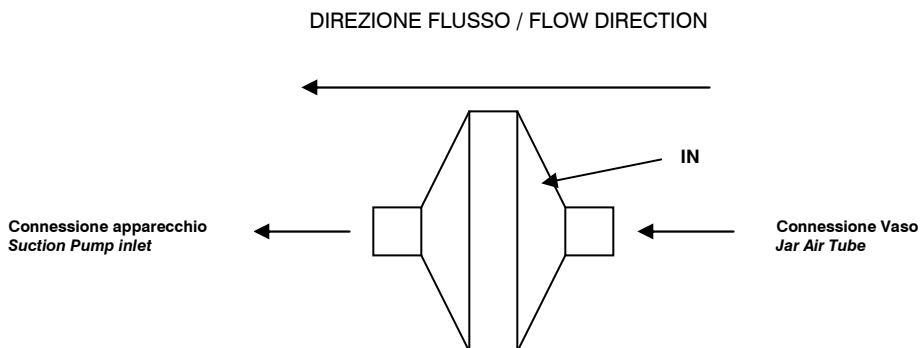 DIREZIONE FLUSSO / FLOW DIRECTION
IN
Connessione apparecchio
Suction Pump inlet
Connessione Vaso
Jar Air Tube